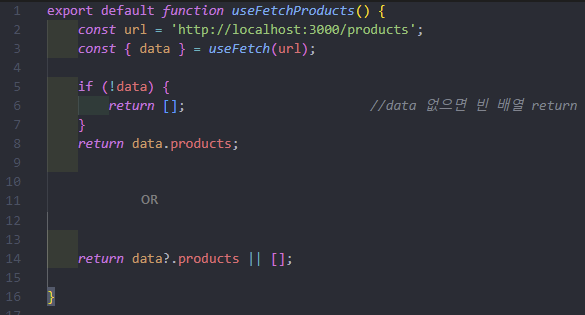 1 export default function useFetchProducts() {
2 const url = 'http://localhost:3000/products';
3 const { data } = useFetch(url);
4
5 if (!data) {
6 return []; //data 없으면 빈 배열 return
7 }
8 return data.products;
9
10
11 OR
12
13
14 return data?.products || [];
15
16 }
17